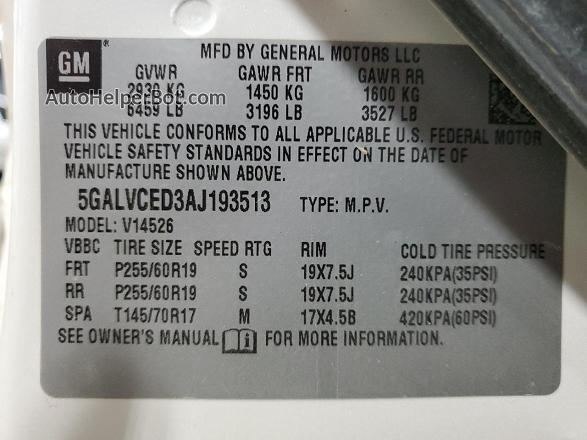 GM ®
MFD BY GENERAL MOTORS LLC
GVWR GAWR FRT GAWR RR
2930 KG 1450 KG 1600 KG
AutoHelperBot.com
6459 LB 3196 LB 3527 LB
THIS VEHICLE CONFORMS TO ALL APPLICABLE U.S. FEDERAL MOTOR
VEHICLE SAFETY STANDARDS IN EFFECT ON THE DATE OF
MANUFACTURE SHOWN ABOVE.
5GALVCED3AJ193513 TYPE: M.P.V.
MODEL: V14526
VBBC TIRE SIZE SPEED RTG RIM COLD TIRE PRESSURE
FRT P255/60R19 S 19X7.5J 240KPA(35PSI)
RR P255/60R19 S 19X7.5J 240KPA(35PSI)
SPA T145/70R17 M 17X4.5B 420KPA(60PSI)
SEE OWNER'S MANUAL i FOR MORE INFORMATION.